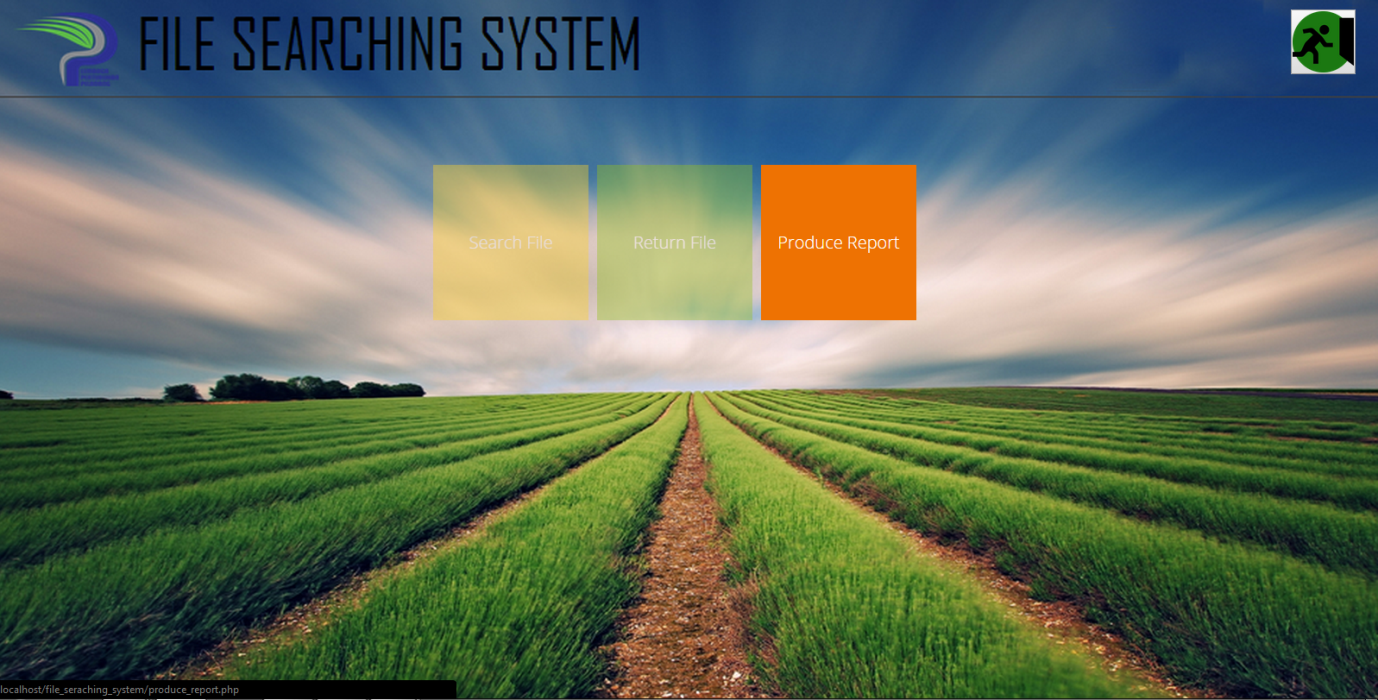 FILE SEARCHING SYSTEM
Search File
Return File
Produce Report
localhost/file_seraching_system/produce_report.php